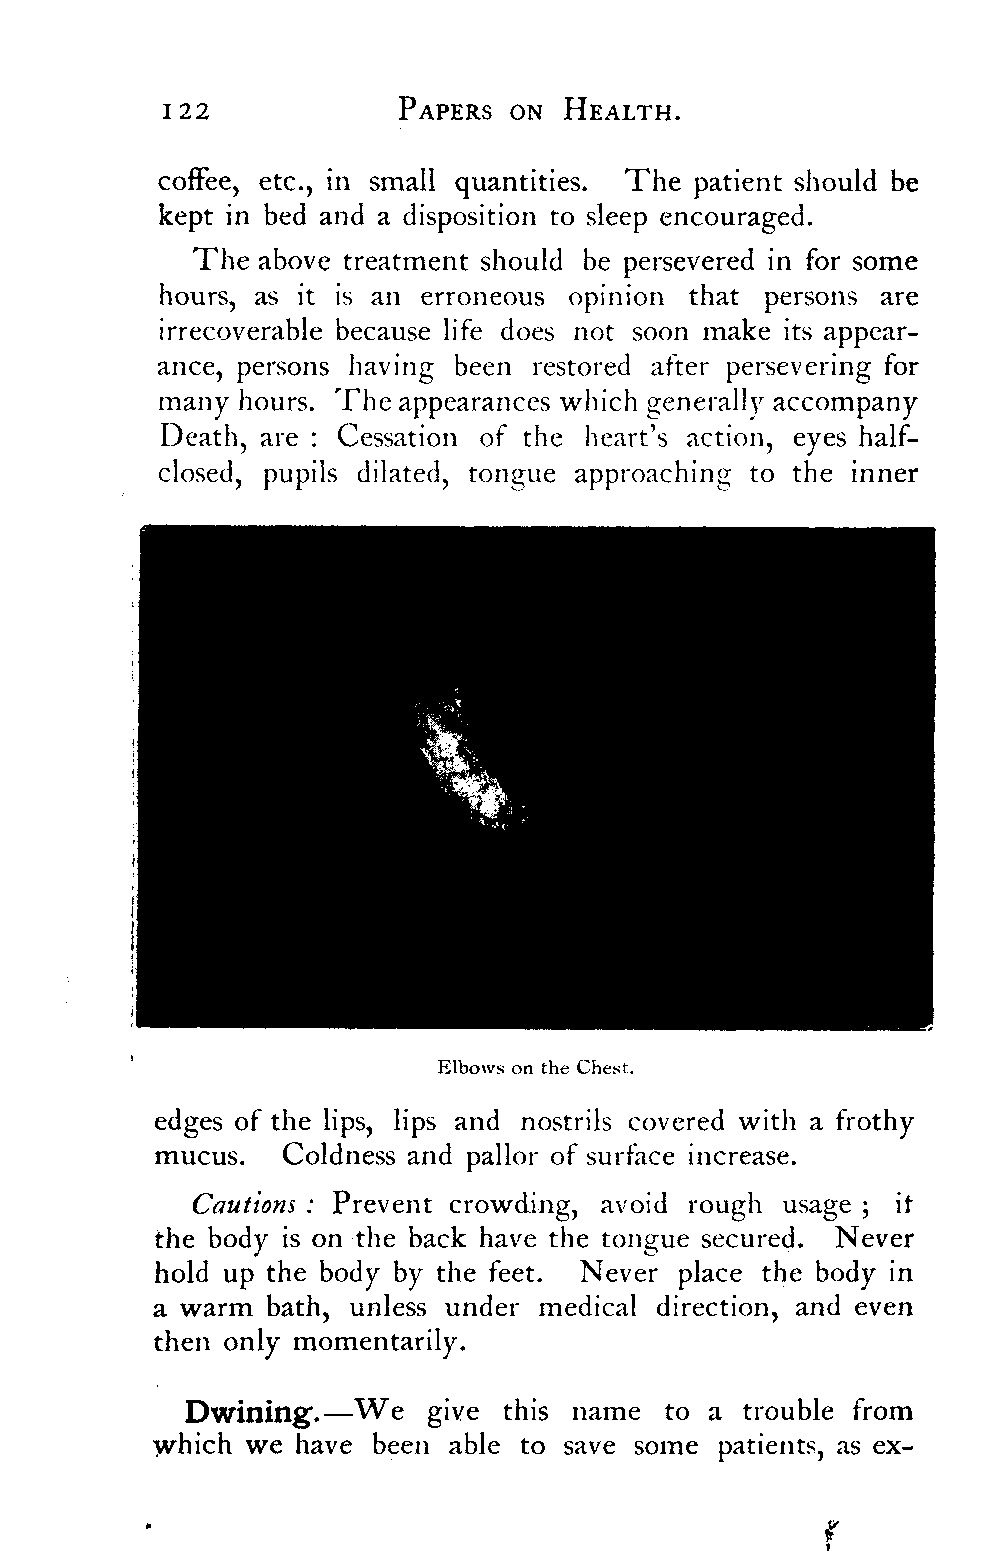 122 PAPERS ON HEALTH.
coffee, etc., in small quantities. The patient should be
kept in bed and a disposition to sleep encouraged.
The above treatment should be persevered in for some
hours, as it is an erroneous opinion that persons are
irrecoverable because life does not soon make its appear-
ance, persons having been restored after persevering for
many hours. The appearances which generally accompany
Death, are : Cessation of the heart's action, eyes half-
closed, pupils dilated, tongue approaching to the inner
Elbows on the Chest.
edges of the lips, lips and nostrils covered with a frothy
mucus. Coldness and pallor of surface increase.
Cautions : Prevent crowding, avoid rough usage ; if
the body is on the back have the tongue secured. Never
hold up the body by the feet. Never place the body in
a warm bath, unless under medical direction, and even
then only momentarily.
Dwining.—We give this name to a trouble from
which we have been able to save some patients, as ex-